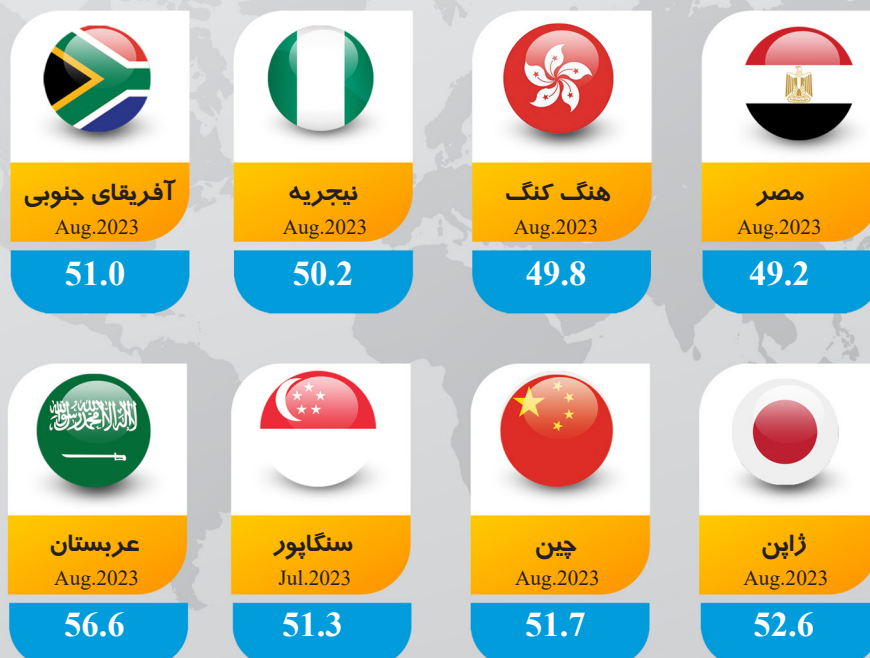 مصر
Aug.2023
49.2
هنگ کنگ
Aug.2023
49.8
نیجریه
Aug.2023
50.2
آفریقای جنوبی
Aug.2023
51.0
ژاپن
Aug.2023
52.6
چین
Aug.2023
51.7
سنگاپور
Jul.2023
51.3
عربستان
Aug.2023
56.6